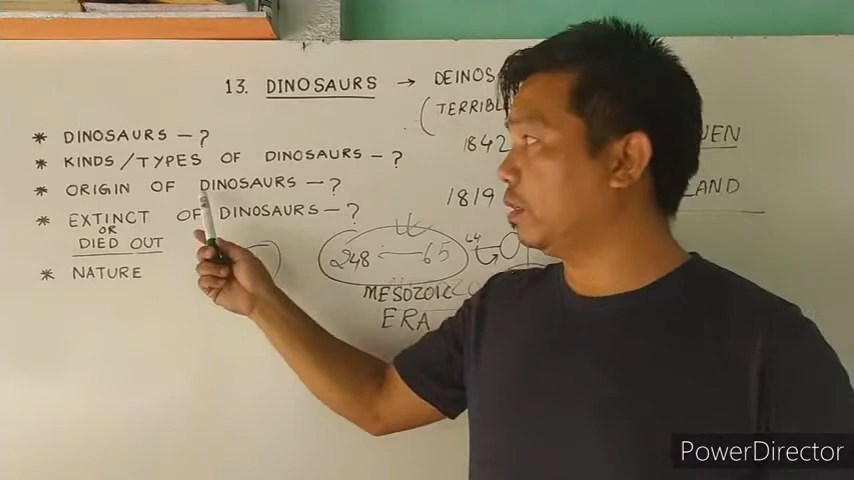 13. DINOSAURS → DEINOS
(TERRIBL
* DINOSAURS – ?
1842
* KINDS/TYPES OF DINOSAURS – ?
* ORIGIN OF DINOSAURS – ?
1819
LAND
* EXTINCT OF DINOSAURS – ?
OR
DIED OUT
248 — 65
* NATURE
MESOZOIC
ERA
PowerDirector